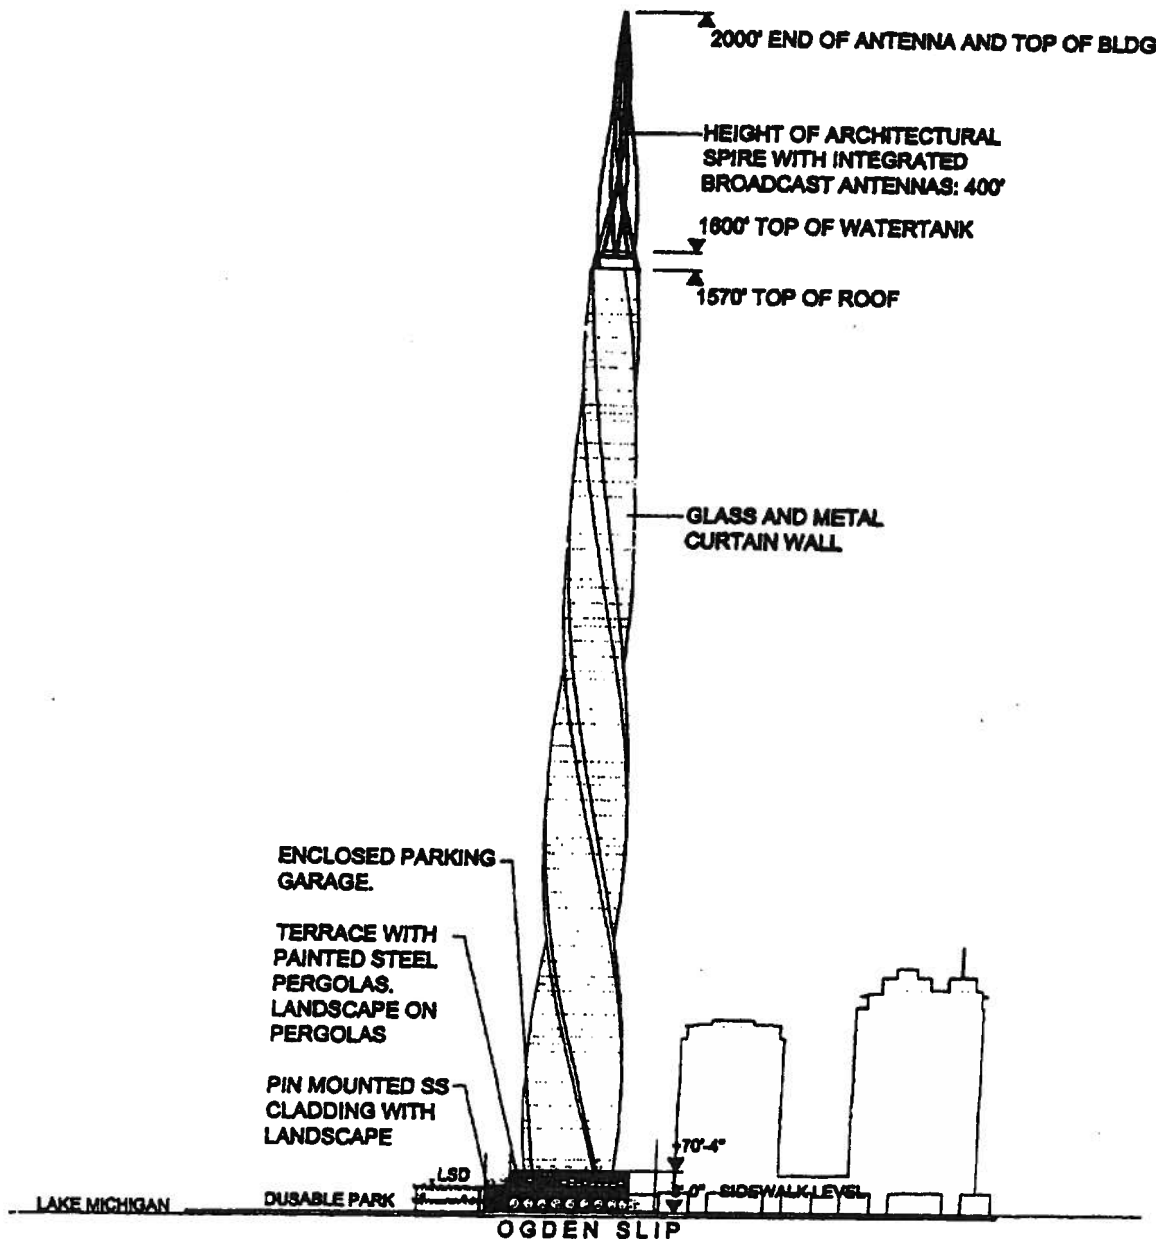 2000' END OF ANTENNA AND TOP OF BLDG
HEIGHT OF ARCHITECTURAL
SPIRE WITH INTEGRATED
BROADCAST ANTENNAS: 400'
1600' TOP OF WATERTANK
1570' TOP OF ROOF
GLASS AND METAL
CURTAIN WALL
ENCLOSED PARKING
GARAGE.
TERRACE WITH
PAINTED STEEL
PERGOLAS.
LANDSCAPE ON
PERGOLAS
PIN MOUNTED SS
CLADDING WITH
LANDSCAPE
+70'-4"
LSD
SIDEWALK LEVEL
LAKE MICHIGAN
DUSABLE PARK
OGDEN SLIP